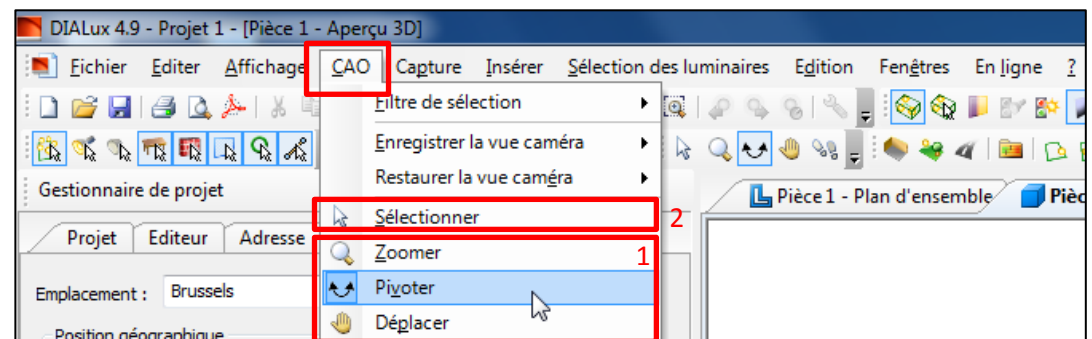 DIALux 4.9 - Projet 1 - [Pièce 1 - Aperçu 3D]
Fichier Editer Affichage CAO Capture Insérer Sélection des luminaires Edition Fenêtres En ligne ?
Filtre de sélection
Enregistrer la vue caméra
Restaurer la vue caméra
Gestionnaire de projet
Pièce 1 - Plan d'ensemble
Sélectionner 2
Projet Editeur Adresse
Zoomer 1
Emplacement : Brussels
Pivoter
Déplacer
Position géographique